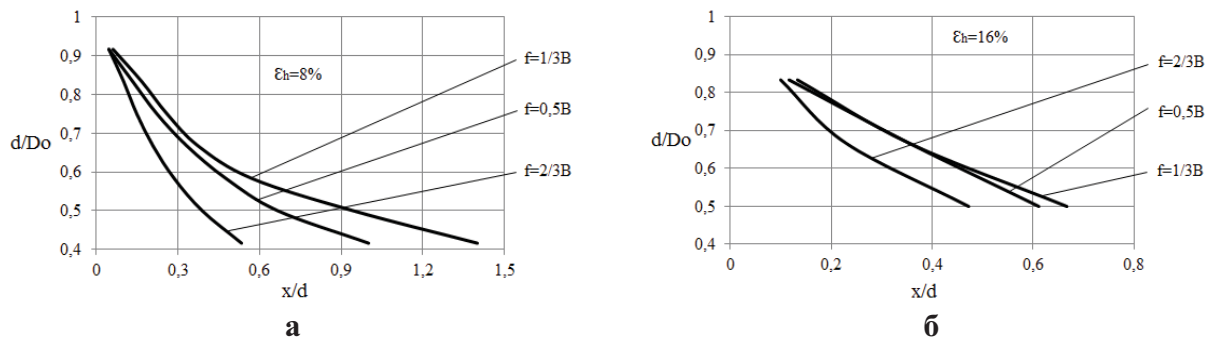 1
0,9
0,8
0,7
0,6
0,5
0,4
d/Do
0
0,3
0,6
0,9
1,2
1,5
x/d
εh=8%
f=1/3B
f=0,5B
f=2/3B
а
1
0,9
0,8
0,7
0,6
0,5
0,4
d/Do
0
0,2
0,4
0,6
0,8
x/d
εh=16%
f=2/3B
f=0,5B
f=1/3B
б